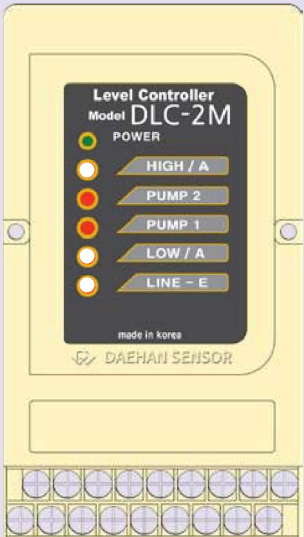 Level Controller
Model DLC-2M
POWER
HIGH / A
PUMP 2
PUMP 1
LOW / A
LINE - E
made in korea
DAEHAN SENSOR